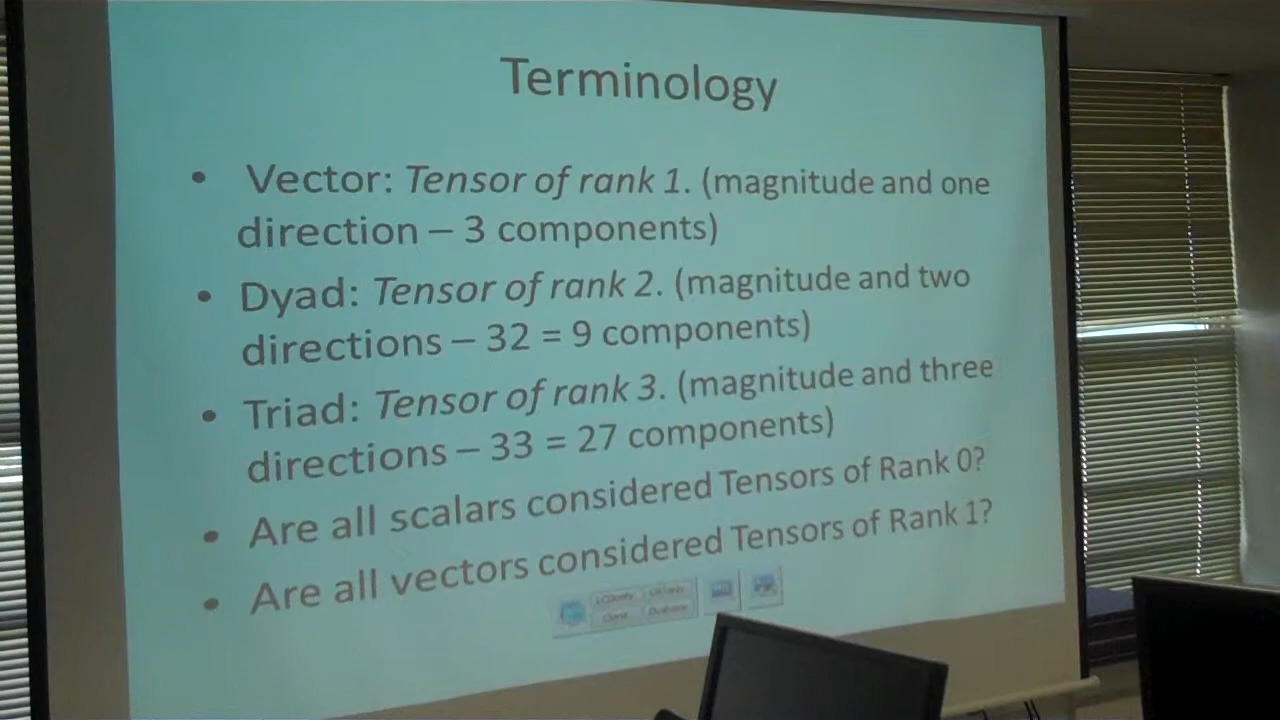 Terminology
• Vector: Tensor of rank 1. (magnitude and one
direction – 3 components)
• Dyad: Tensor of rank 2. (magnitude and two
directions – 32 = 9 components)
• Triad: Tensor of rank 3. (magnitude and three
directions – 33 = 27 components)
• Are all scalars considered Tensors of Rank 0?
• Are all vectors considered Tensors of Rank 1?
Clone